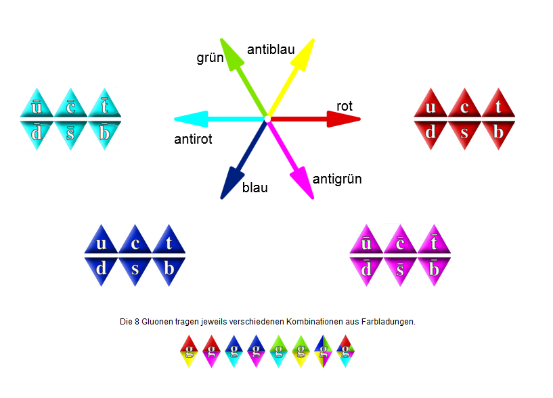 grün antiblau
ū c̄ t̄ rot u c t
d̄ s̄ b̄ antirot d s b
blau antigrün
u c t ū c̄ t̄
d s b d̄ s̄ b̄
Die 8 Gluonen tragen jeweils verschiedenen Kombinationen aus Farbladungen.
g g g g g g g g